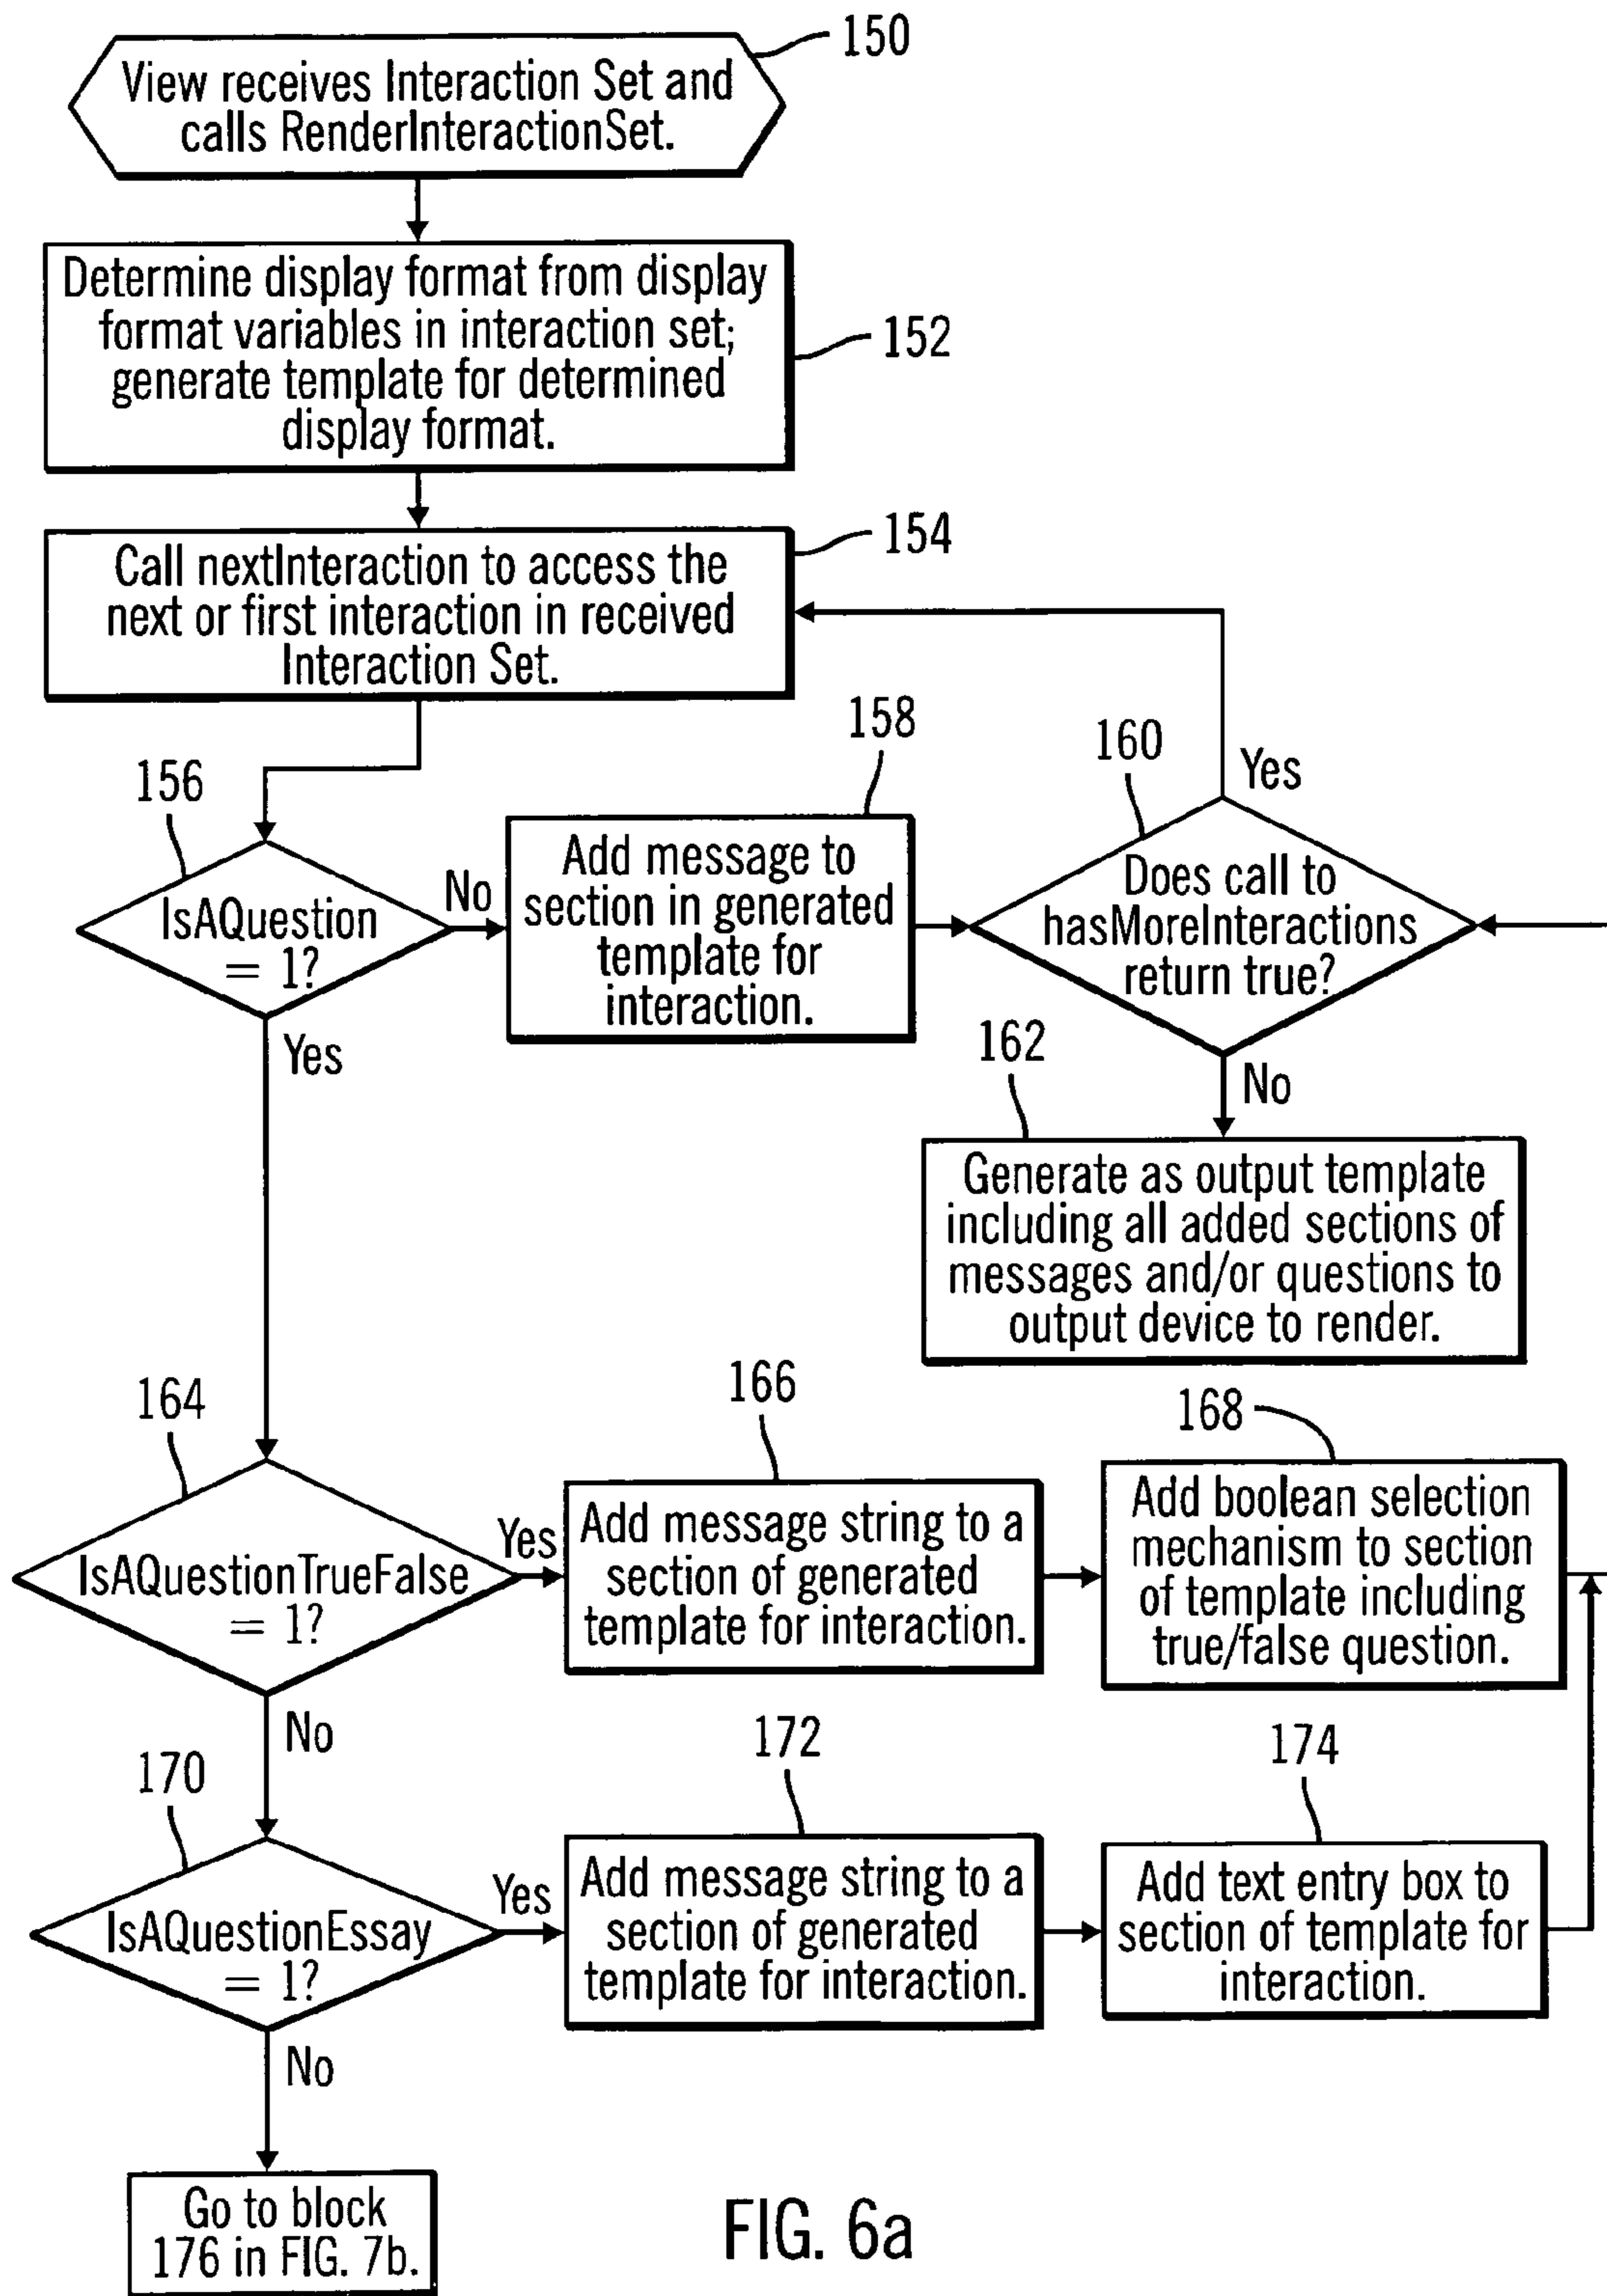 150
View receives Interaction Set and
calls RenderInteractionSet.
Determine display format from display
format variables in interaction set;
generate template for determined
display format.
152
154
Call nextInteraction to access the
next or first interaction in received
Interaction Set.
156
158
160
Yes
IsAQuestion
= 1?
No
Add message to
section in generated
template for
interaction.
Does call to
hasMoreInteractions
return true?
Yes
162
No
Generate as output template
including all added sections of
messages and/or questions to
output device to render.
164
166
168
IsAQuestionTrueFalse
= 1?
Yes
Add message string to a
section of generated
template for interaction.
Add boolean selection
mechanism to section
of template including
true/false question.
No
170
172
174
IsAQuestionEssay
= 1?
Yes
Add message string to a
section of generated
template for interaction.
Add text entry box to
section of template for
interaction.
No
Go to block
176 in FIG. 7b.
FIG. 6a